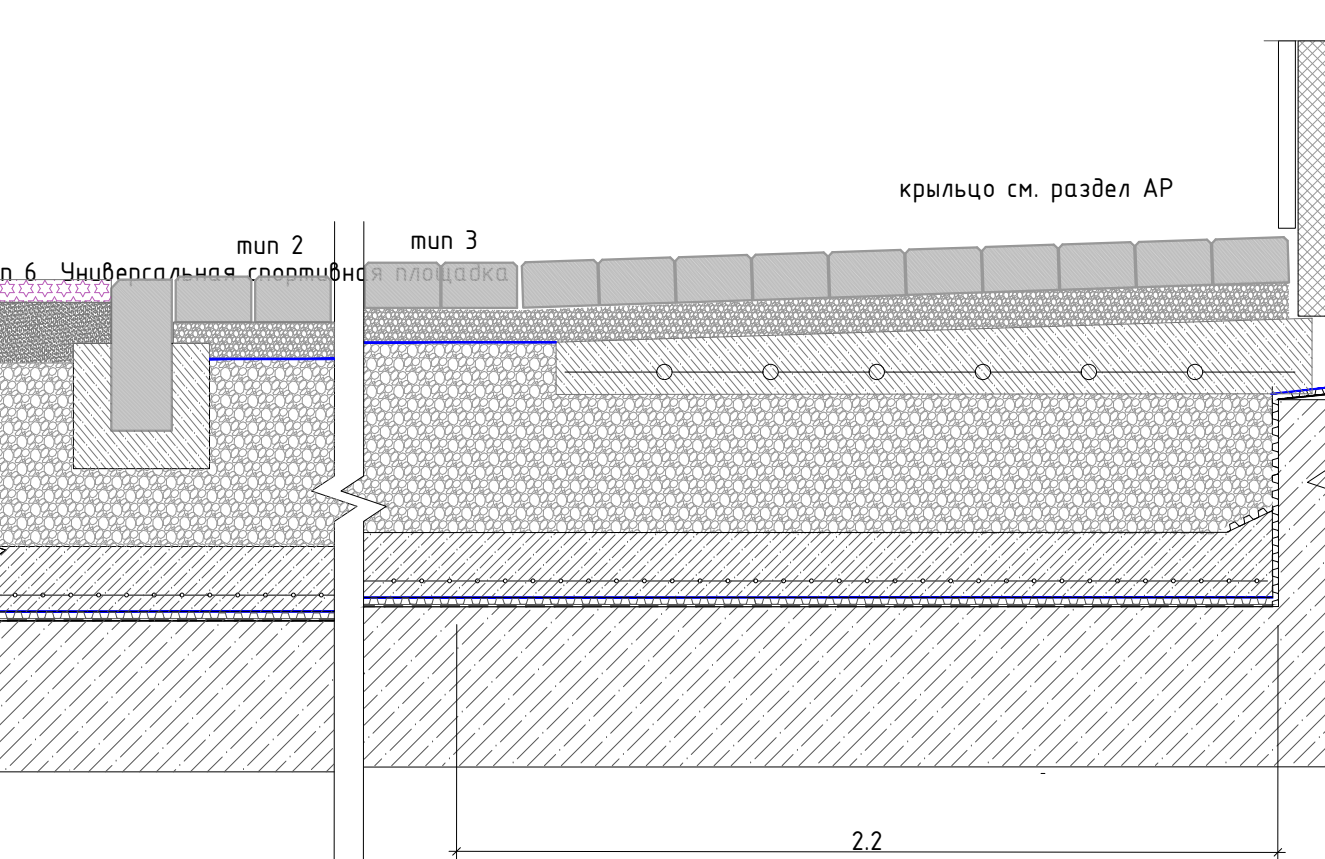 крыльцо см. раздел АР
тип 2
тип 3
п 6 Универсальная спортивная площадка
2.2